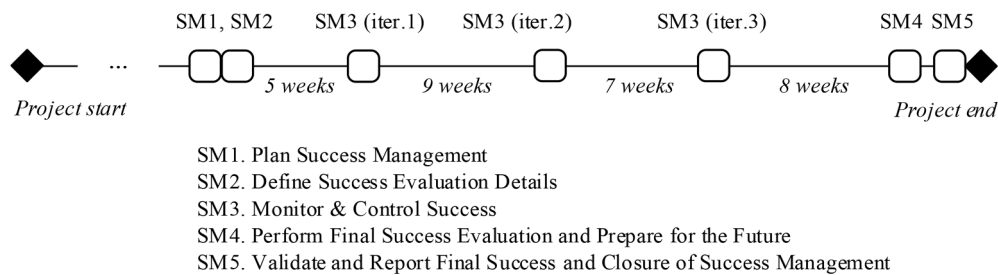 SM1, SM2 SM3 (iter.1) SM3 (iter.2) SM3 (iter.3) SM4 SM5
...
5 weeks 9 weeks 7 weeks 8 weeks
Project start Project end
SM1. Plan Success Management
SM2. Define Success Evaluation Details
SM3. Monitor & Control Success
SM4. Perform Final Success Evaluation and Prepare for the Future
SM5. Validate and Report Final Success and Closure of Success Management